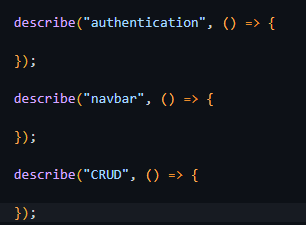 describe("authentication", () => {
});
describe("navbar", () => {
});
describe("CRUD", () => {
});